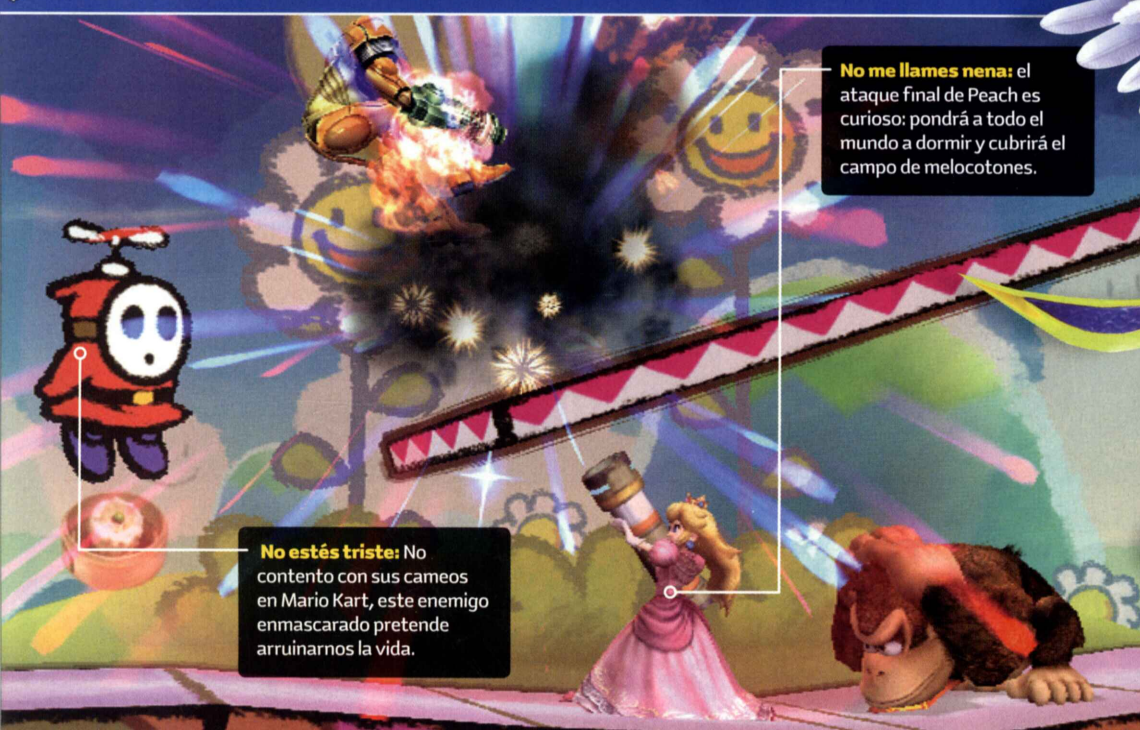 No me llames nena: el
ataque final de Peach es
curioso: pondrá a todo el
mundo a dormir y cubrirá el
campo de melocotones.
No estés triste: No
contento con sus cameos
en Mario Kart, este enemigo
enmascarado pretende
arruinarnos la vida.